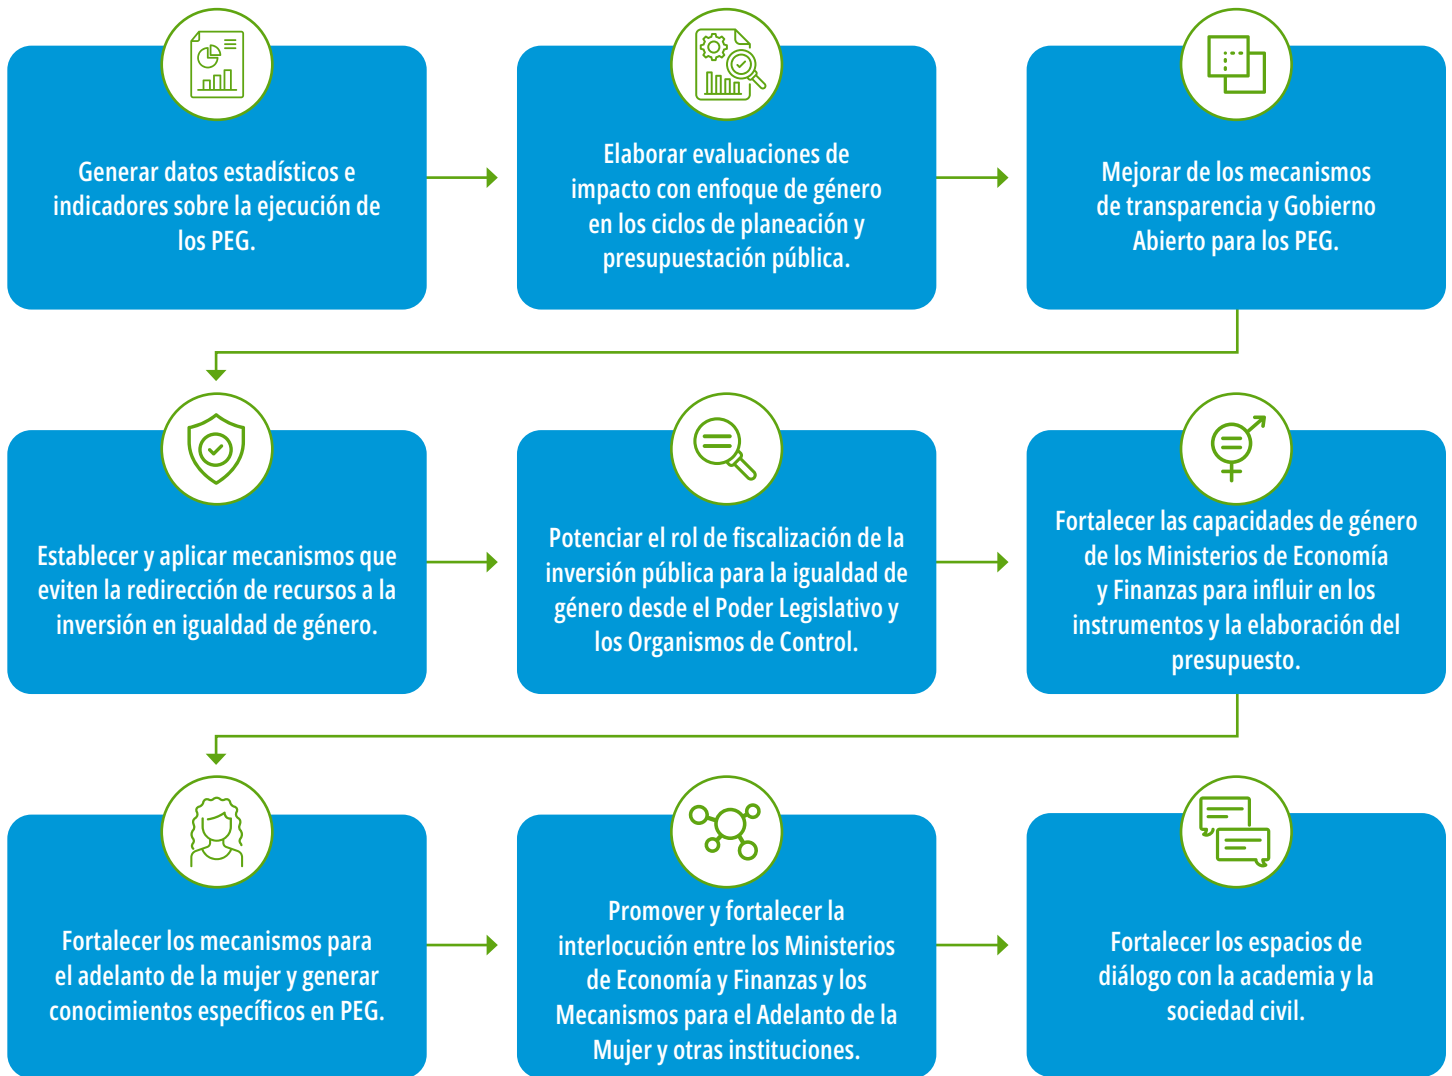 Generar datos estadísticos e
indicadores sobre la ejecución de
los PEG.
Elaborar evaluaciones de
impacto con enfoque de género
en los ciclos de planeación y
presupuestación pública.
Mejorar de los mecanismos
de transparencia y Gobierno
Abierto para los PEG.
Establecer y aplicar mecanismos que
eviten la redirección de recursos a la
inversión en igualdad de género.
Potenciar el rol de fiscalización de la
inversión pública para la igualdad de
género desde el Poder Legislativo y
los Organismos de Control.
Fortalecer las capacidades de género
de los Ministerios de Economía
y Finanzas para influir en los
instrumentos y la elaboración del
presupuesto.
Fortalecer los mecanismos para
el adelanto de la mujer y generar
conocimientos específicos en PEG.
Promover y fortalecer la
interlocución entre los Ministerios
de Economía y Finanzas y los
Mecanismos para el Adelanto de la
Mujer y otras instituciones.
Fortalecer los espacios de
diálogo con la academia y la
sociedad civil.